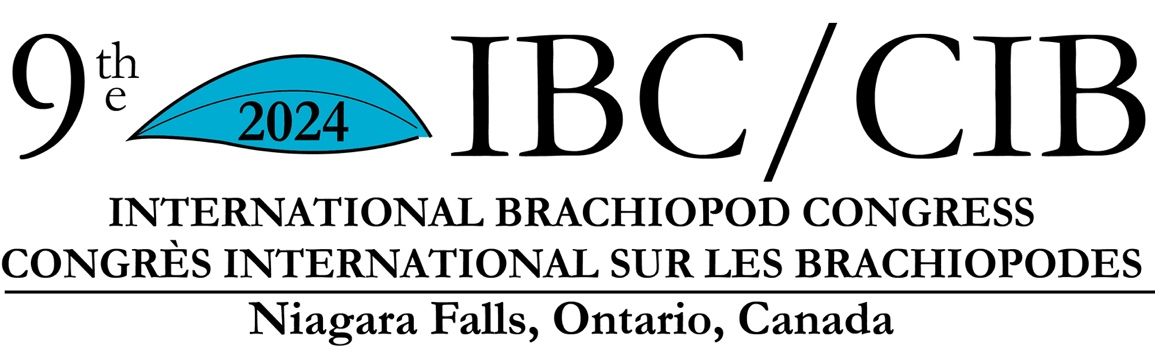 9th e 2024 IBC/CIB
INTERNATIONAL BRACHIOPOD CONGRESS
CONGRÈS INTERNATIONAL SUR LES BRACHIOPODES
Niagara Falls, Ontario, Canada